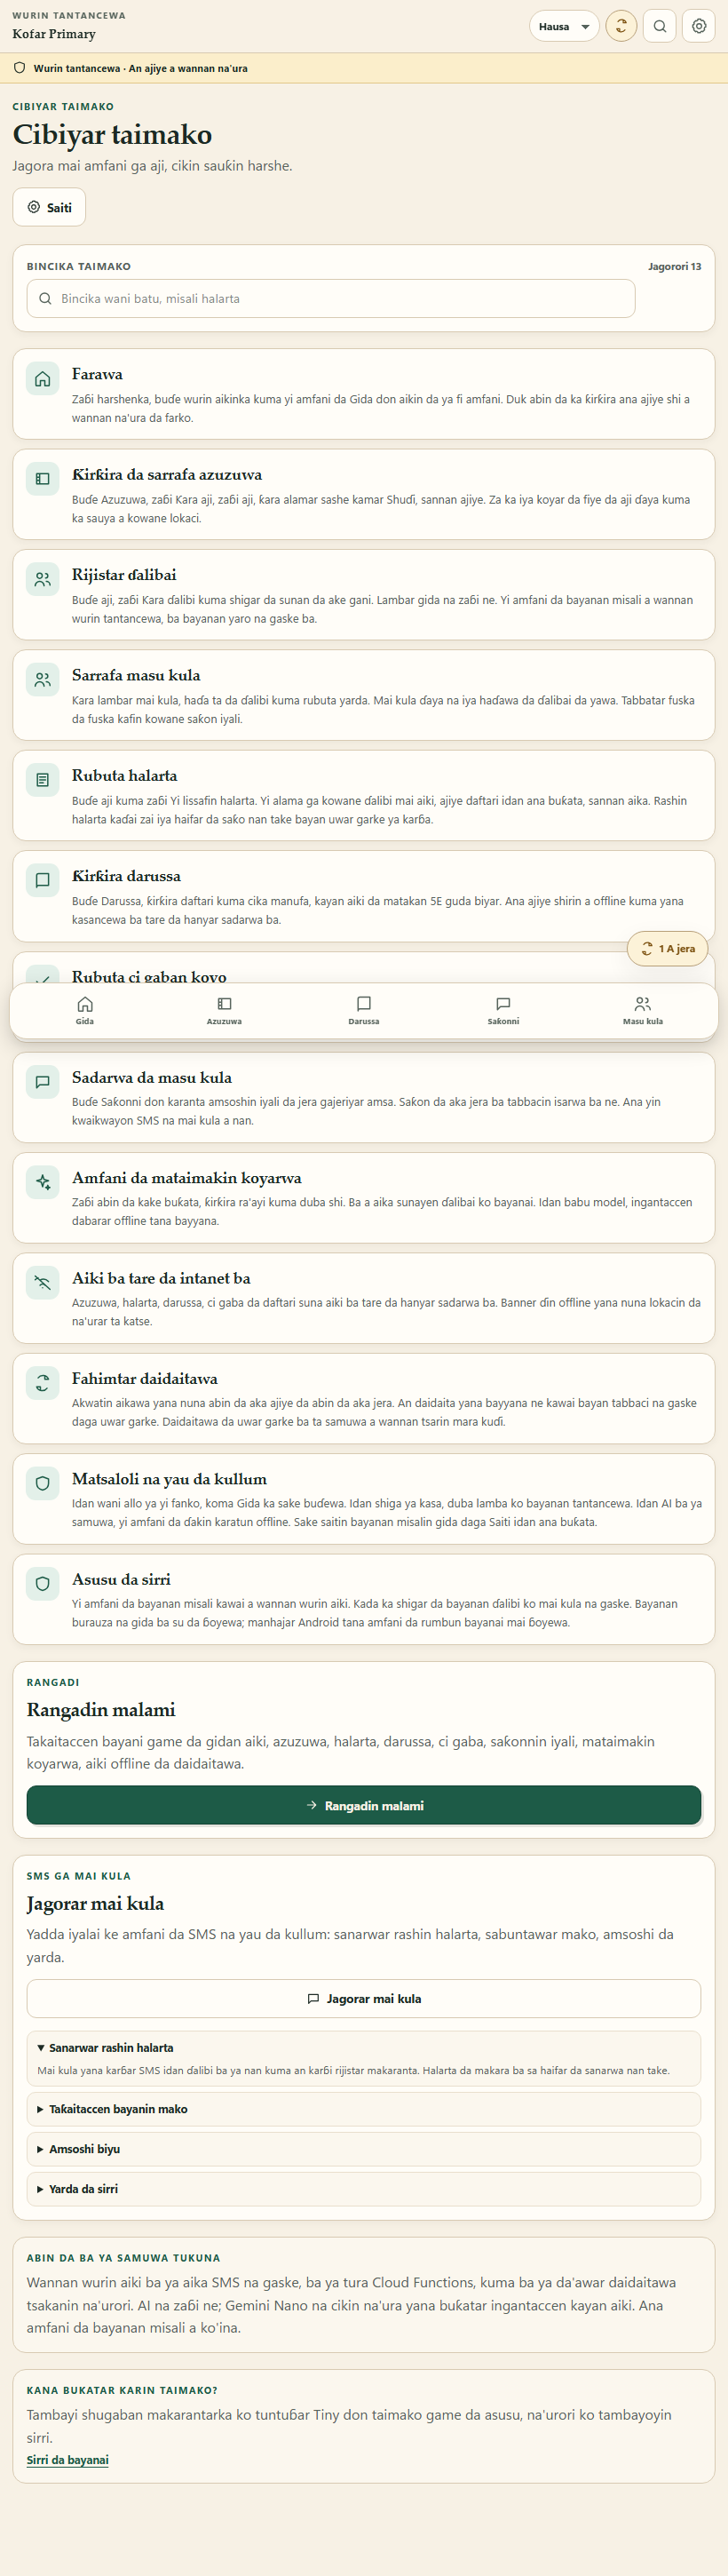 WURIN TANTANCEWA
Kofar Primary
Hausa
Wurin tantancewa · An ajiye a wannan na'ura
CIBIYAR TAIMAKO
Cibiyar taimako
Jagora mai amfani ga aji, cikin sauƙin harshe.
Saiti
BINCIKA TAIMAKO
Jagorori 13
Bincika wani batu, misali halarta
Farawa
Zaɓi harshenka, buɗe wurin aikinka kuma yi amfani da Gida don aikin da ya fi amfani. Duk abin da ka ƙirƙira ana ajiye shi a
wannan na'ura da farko.
Ƙirƙira da sarrafa azuzuwa
Buɗe Azuzuwa, zaɓi Kara aji, zaɓi aji, ƙara alamar sashe kamar Shuɗi, sannan ajiye. Za ka iya koyar da fiye da aji ɗaya kuma
ka sauya a kowane lokaci.
Rijistar ɗalibai
Buɗe aji, zaɓi Kara ɗalibi kuma shigar da sunan da ake gani. Lambar gida na zaɓi ne. Yi amfani da bayanan misali a wannan
wurin tantancewa, ba bayanan yaro na gaske ba.
Sarrafa masu kula
Kara lambar mai kula, haɗa ta da ɗalibi kuma rubuta yarda. Mai kula ɗaya na iya haɗawa da ɗalibai da yawa. Tabbatar fuska
da fuska kafin kowane saƙon iyali.
Rubuta halarta
Buɗe aji kuma zaɓi Yi lissafin halarta. Yi alama ga kowane ɗalibi mai aiki, ajiye daftari idan ana buƙata, sannan aika. Rashin
halarta kaɗai zai iya haifar da saƙo nan take bayan uwar garke ya karɓa.
Ƙirƙira darussa
Buɗe Darussa, ƙirƙira daftari kuma cika manufa, kayan aiki da matakan 5E guda biyar. Ana ajiye shirin a offline kuma yana
kasancewa ba tare da hanyar sadarwa ba.
1 A jera
Rubuta ci gaban koyo
Gida
Azuzuwa
Darussa
Saƙonni
Masu kula
Sadarwa da masu kula
Buɗe Saƙonni don karanta amsoshin iyali da jera gajeriyar amsa. Saƙon da aka jera ba tabbacin isarwa ba ne. Ana yin
kwaikwayon SMS na mai kula a nan.
Amfani da mataimakin koyarwa
Zaɓi abin da kake buƙata, ƙirƙira ra'ayi kuma duba shi. Ba a aika sunayen ɗalibai ko bayanai. Idan babu model, ingantaccen
dabarar offline tana bayyana.
Aiki ba tare da intanet ba
Azuzuwa, halarta, darussa, ci gaba da daftari suna aiki ba tare da hanyar sadarwa ba. Banner ɗin offline yana nuna lokacin da
na'urar ta katse.
Fahimtar daidaitawa
Akwatin aikawa yana nuna abin da aka ajiye da abin da aka jera. An daidaita yana bayyana ne kawai bayan tabbaci na gaske
daga uwar garke. Daidaitawa da uwar garke ba ta samuwa a wannan tsarin mara kuɗi.
Matsaloli na yau da kullum
Idan wani allo ya yi fanko, koma Gida ka sake buɗewa. Idan shiga ya kasa, duba lamba ko bayanan tantancewa. Idan AI ba ya
samuwa, yi amfani da ɗakin karatun offline. Sake saitin bayanan misalin gida daga Saiti idan ana buƙata.
Asusu da sirri
Yi amfani da bayanan misali kawai a wannan wurin aiki. Kada ka shigar da bayanan ɗalibi ko mai kula na gaske. Bayanan
burauza na gida ba su da ɓoyewa; manhajar Android tana amfani da rumbun bayanai mai ɓoyewa.
RANGADI
Rangadin malami
Takaitaccen bayani game da gidan aiki, azuzuwa, halarta, darussa, ci gaba, saƙonnin iyali, mataimakin
koyarwa, aiki offline da daidaitawa.
Rangadin malami
SMS GA MAI KULA
Jagorar mai kula
Yadda iyalai ke amfani da SMS na yau da kullum: sanarwar rashin halarta, sabuntawar mako, amsoshi da
yarda.
Jagorar mai kula
Sanarwar rashin halarta
Mai kula yana karɓar SMS idan ɗalibi ba ya nan kuma an karɓi rijistar makaranta. Halarta da makara ba sa haifar da sanarwa nan take.
Taƙaitaccen bayanin mako
Amsoshi biyu
Yarda da sirri
ABIN DA BA YA SAMUWA TUKUNA
Wannan wurin aiki ba ya aika SMS na gaske, ba ya tura Cloud Functions, kuma ba ya da'awar daidaitawa
tsakanin na'urori. AI na zaɓi ne; Gemini Nano na cikin na'ura yana buƙatar ingantaccen kayan aiki. Ana
amfani da bayanan misali a ko'ina.
KANA BUKATAR KARIN TAIMAKO?
Tambayi shugaban makarantarka ko tuntuɓar Tiny don taimako game da asusu, na'urori ko tambayoyin
sirri.
Sirri da bayanai